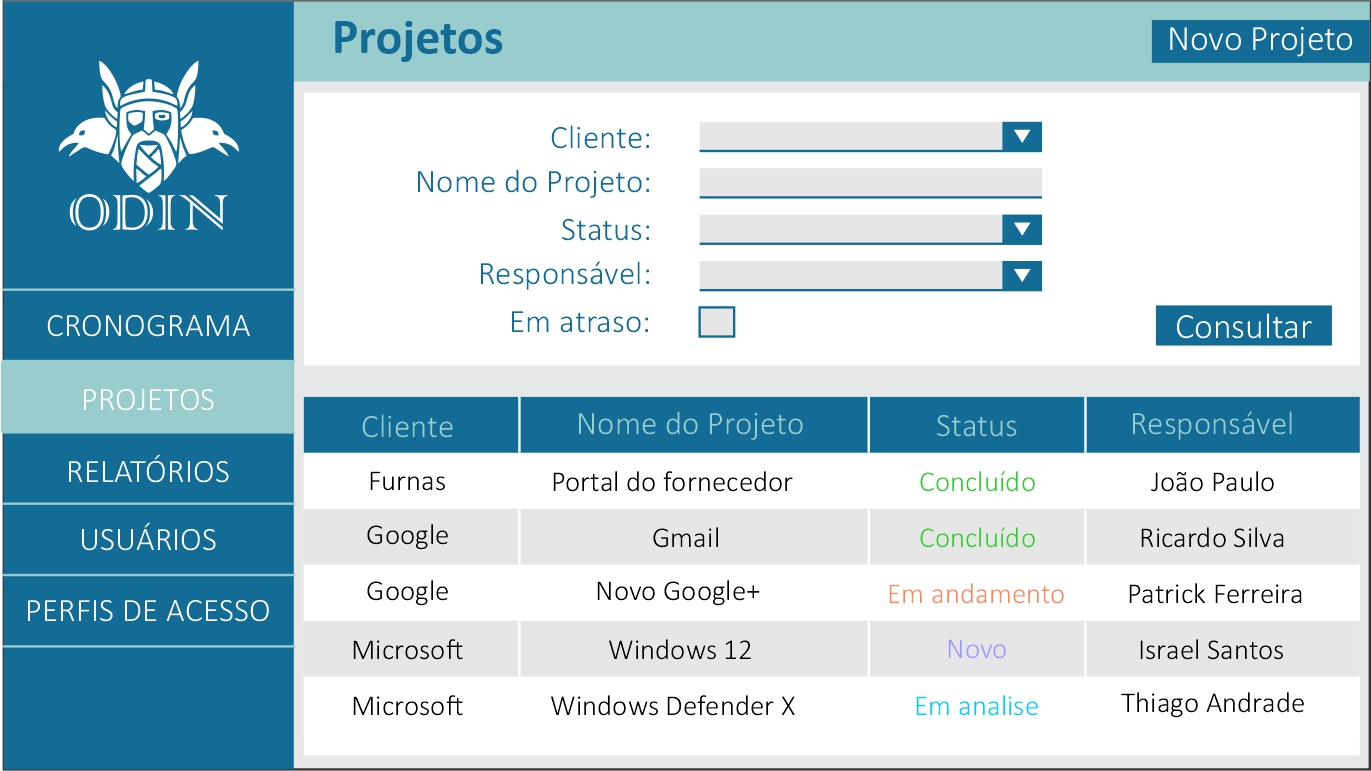 ODIN
CRONOGRAMA
PROJETOS
RELATÓRIOS
USUÁRIOS
PERFIS DE ACESSO
Projetos
Novo Projeto
Cliente:
Nome do Projeto:
Status:
Responsável:
Em atraso:
Consultar
Cliente Nome do Projeto Status Responsável
Furnas Portal do fornecedor Concluído João Paulo
Google Gmail Concluído Ricardo Silva
Google Novo Google+ Em andamento Patrick Ferreira
Microsoft Windows 12 Novo Israel Santos
Microsoft Windows Defender X Em analise Thiago Andrade